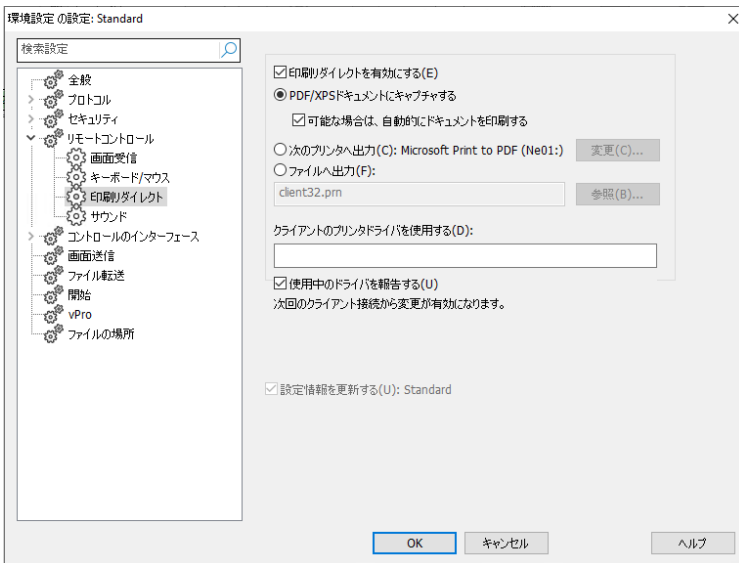 環境設定 の設定: Standard
検索設定
全般
プロトコル
セキュリティ
リモートコントロール
画面受信
キーボード/マウス
印刷リダイレクト
サウンド
コントロールのインターフェース
画面送信
ファイル転送
開始
vPro
ファイルの場所
印刷リダイレクトを有効にする(E)
PDF/XPSドキュメントにキャプチャする
可能な場合は、自動的にドキュメントを印刷する
次のプリンタへ出力(C): Microsoft Print to PDF (Ne01:)
変更(C)...
ファイルへ出力(F):
client32.prn
参照(B)...
クライアントのプリンタドライバを使用する(D):
使用中のドライバを報告する(U)
次回のクライアント接続から変更が有効になります。
設定情報を更新する(U): Standard
OK
キャンセル
ヘルプ